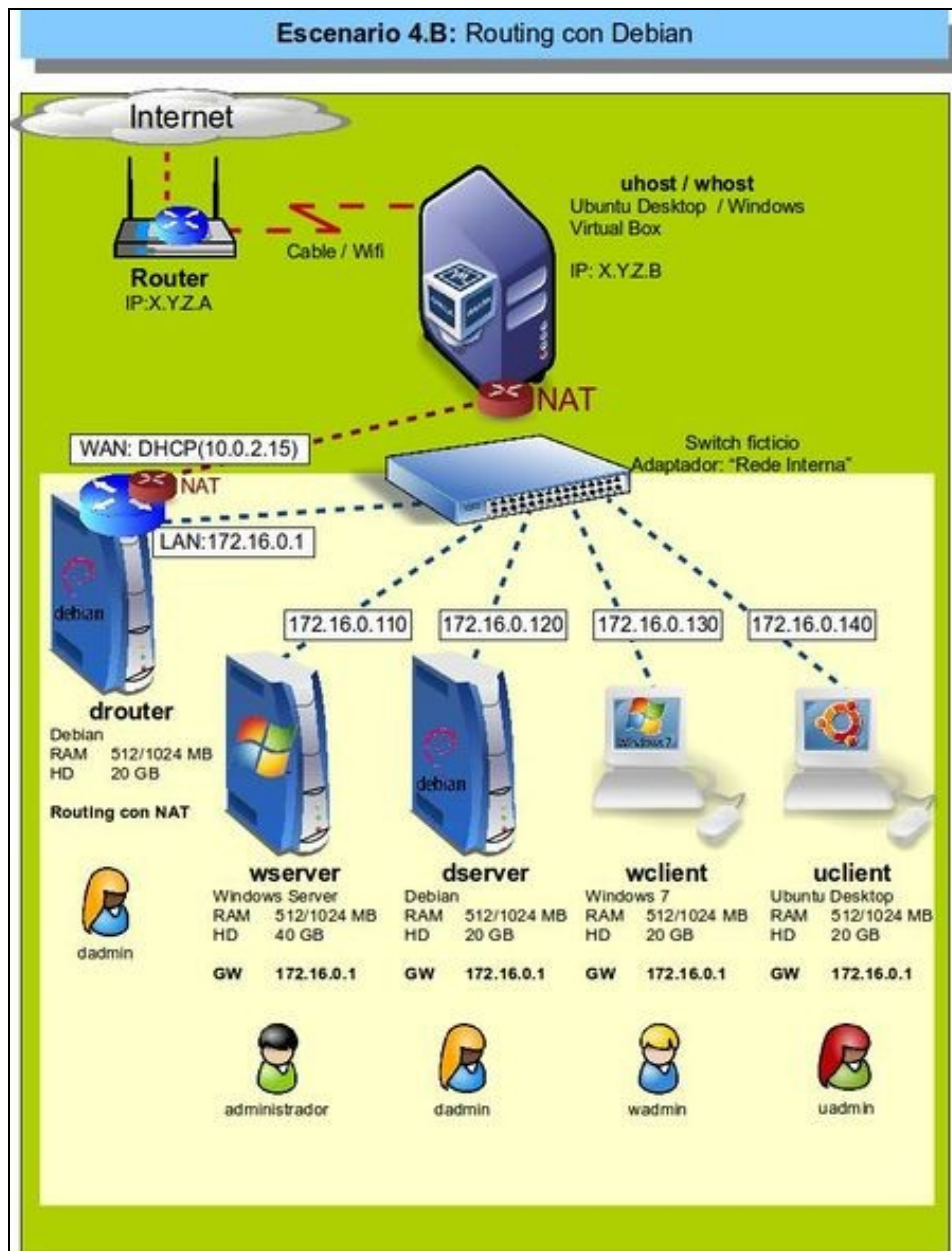 Escenario 4.B: Routing con Debian
Internet
uhost / whost
Ubuntu Desktop / Windows
Virtual Box
IP: X.Y.Z.B
Cable / Wifi
Router
IP:X.Y.Z.A
NAT
WAN: DHCP(10.0.2.15)
Switch ficticio
Adaptador: "Rede Interna"
NAT
LAN:172.16.0.1
debian
172.16.0.110
172.16.0.120
172.16.0.130
172.16.0.140
drouter
Debian
RAM 512/1024 MB
HD 20 GB
Routing con NAT
dadmin
debian
Windows 7
wserver
Windows Server
RAM 512/1024 MB
HD 40 GB
GW 172.16.0.1
administrador
dserver
Debian
RAM 512/1024 MB
HD 20 GB
GW 172.16.0.1
dadmin
wclient
Windows 7
RAM 512/1024 MB
HD 20 GB
GW 172.16.0.1
wadmin
uclient
Ubuntu Desktop
RAM 512/1024 MB
HD 20 GB
GW 172.16.0.1
uadmin